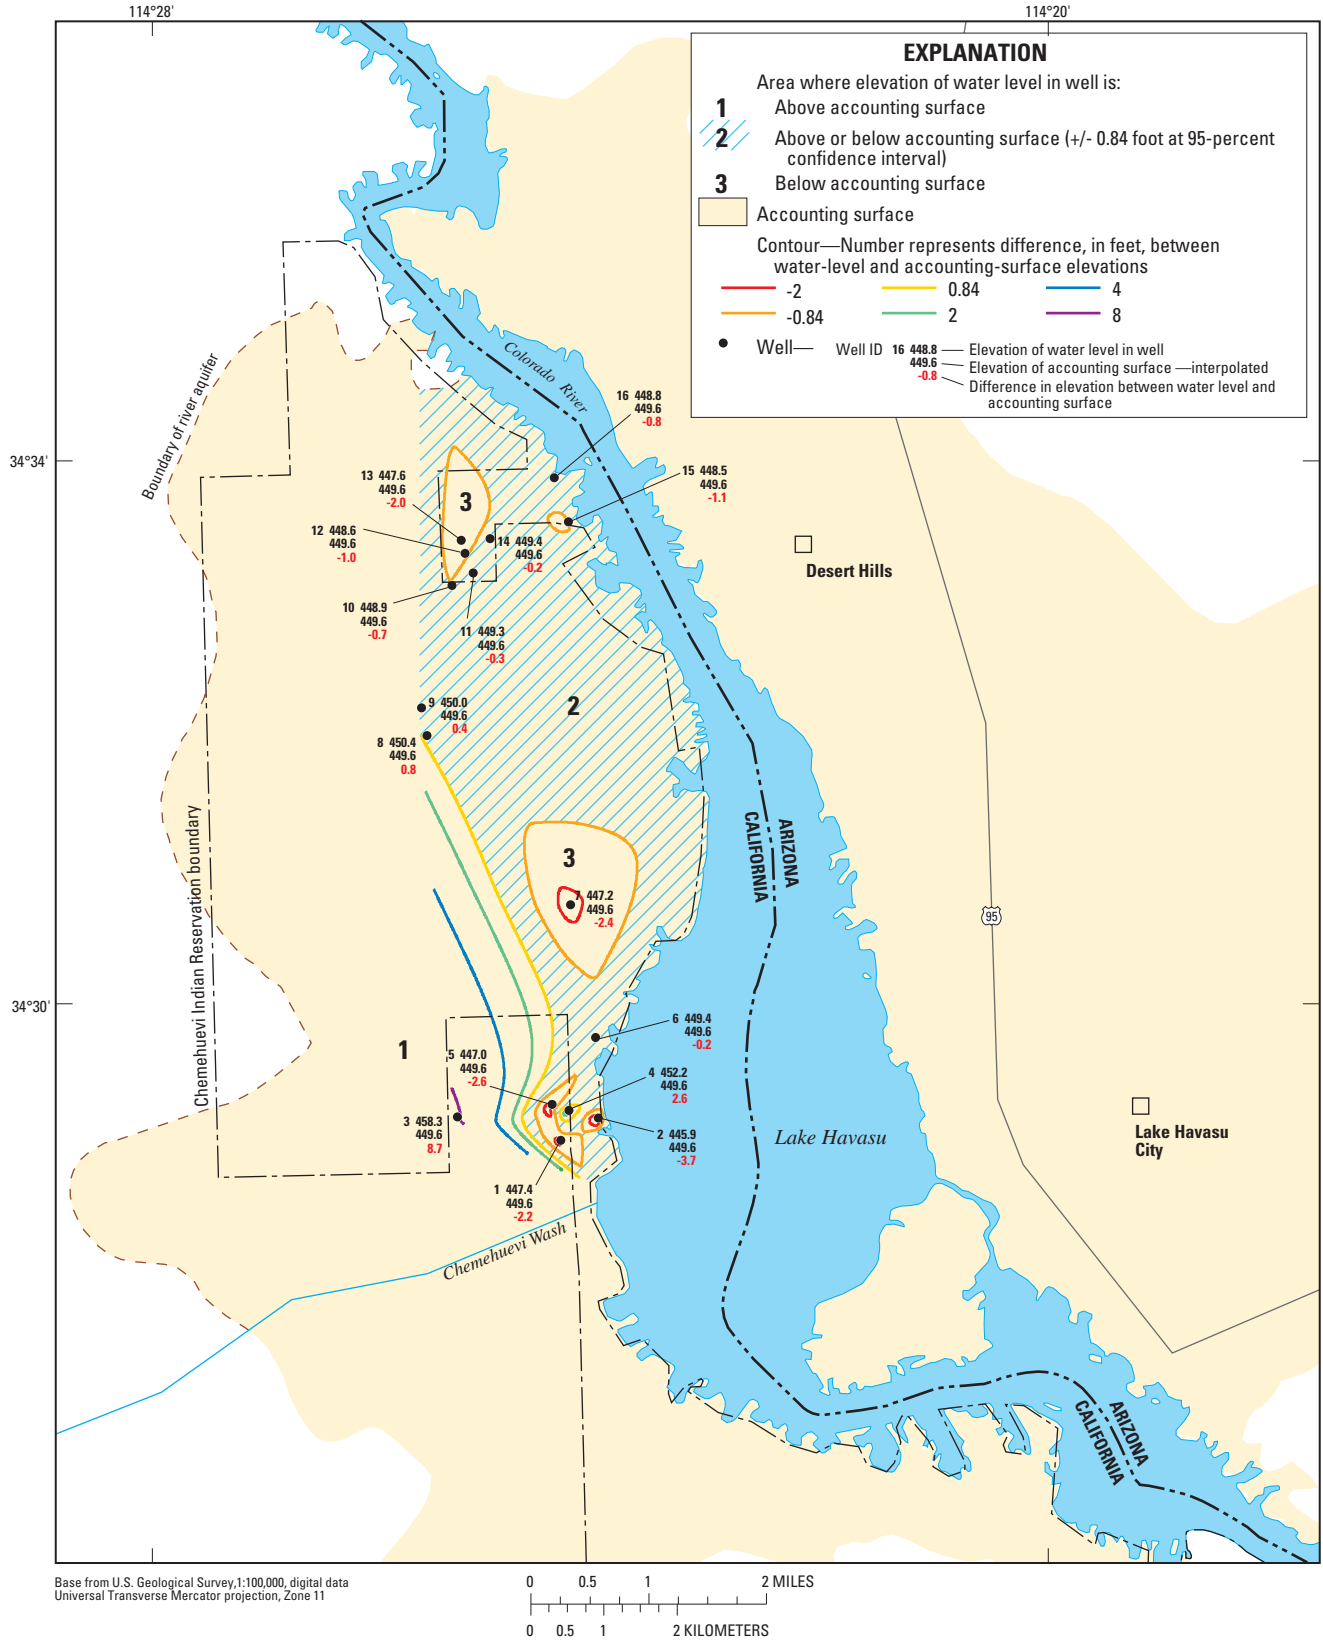 114°28'
114°20'
EXPLANATION
Area where elevation of water level in well is:
1 Above accounting surface
2 Above or below accounting surface (+/- 0.84 foot at 95-percent
confidence interval)
3 Below accounting surface
Accounting surface
Contour—Number represents difference, in feet, between
water-level and accounting-surface elevations
-2 0.84 4
-0.84 2 8
Well— Well ID 16 448.8 Elevation of water level in well
449.6 Elevation of accounting surface —interpolated
-0.8 Difference in elevation between water level and
accounting surface
Boundary of river aquifer
Colorado River
16 448.8
449.6
-0.8
34°34'
13 447.6
449.6
-2.0
15 448.5
449.6
-1.1
3
12 448.6
449.6
-1.0
14 449.4
449.6
-0.2
Desert Hills
10 448.9
449.6
-0.7
11 449.3
449.6
-0.3
2
9 450.0
449.6
0.4
8 450.4
449.6
0.8
Chemehuevi Indian Reservation boundary
ARIZONA
CALIFORNIA
3
7 447.2
449.6
-2.4
95
34°30'
6 449.4
449.6
-0.2
1
5 447.0
449.6
-2.6
4 452.2
449.6
2.6
3 458.3
449.6
8.7
2 445.9
449.6
-3.7
Lake Havasu
Lake Havasu
City
1 447.4
449.6
-2.2
Chemehuevi Wash
ARIZONA
CALIFORNIA
Base from U.S. Geological Survey,1:100,000, digital data
Universal Transverse Mercator projection, Zone 11
0 0.5 1 2 MILES
0 0.5 1 2 KILOMETERS